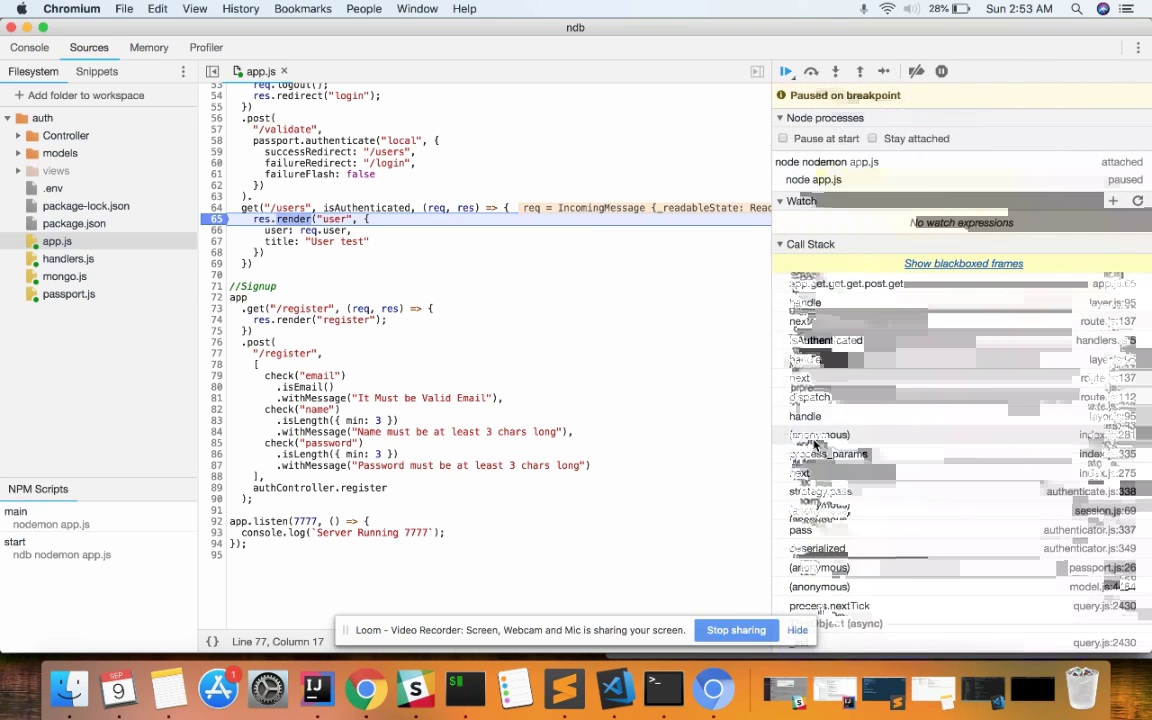 Chromium File Edit View History Bookmarks People Window Help 28% Sun 2:53 AM
ndb
Console Sources Memory Profiler
Filesystem Snippets
app.js
Paused on breakpoint
+ Add folder to workspace
auth
Controller
models
views
.env
package-lock.json
package.json
app.js
handlers.js
mongo.js
passport.js
NPM Scripts
main
nodemon app.js
start
ndb nodemon app.js
53 req.logout();
54 res.redirect("login");
55 })
56 .post(
57 "/validate",
58 passport.authenticate("local", {
59 successRedirect: "/users",
60 failureRedirect: "/login",
61 failureFlash: false
62 })
63 ).
64 get("/users", isAuthenticated, (req, res) => { req = IncomingMessage {_readableState: Read
65 res.render("user", {
66 user: req.user,
67 title: "User test"
68 })
69 })
70
71 //Signup
72 app
73 .get("/register", (req, res) => {
74 res.render("register");
75 })
76 .post(
77 "/register",
78 [
79 check("email")
80 .isEmail()
81 .withMessage("It Must be Valid Email"),
82 check("name")
83 .isLength({ min: 3 })
84 .withMessage("Name must be at least 3 chars long"),
85 check("password")
86 .isLength({ min: 3 })
87 .withMessage("Password must be at least 3 chars long")
88 ],
89 authController.register
90 );
91
92 app.listen(7777, () => {
93 console.log(`Server Running 7777`);
94 });
95
{} Line 77, Column 17
Node processes
Pause at start Stay attached
node nodemon app.js attached
node app.js paused
Watch
No watch expressions
Call Stack
Show blackboxed frames
app.get.get.get.post.get
handle layer.js:95
next route.js:137
isAuthenticated handlers.js
layer.js
next route.js:137
dispatch route.js:112
handle layer.js:95
(anonymous) index.js:281
process_params index.js:335
next index.js:275
strategy.pass authenticate.js:338
(anonymous) session.js:69
pass authenticator.js:337
deserialized authenticator.js:349
(anonymous) passport.js:26
(anonymous)
process.nextTick query.js:2430
(async)
query.js:2430
Loom - Video Recorder: Screen, Webcam and Mic is sharing your screen. Stop sharing Hide
SEP
9
1